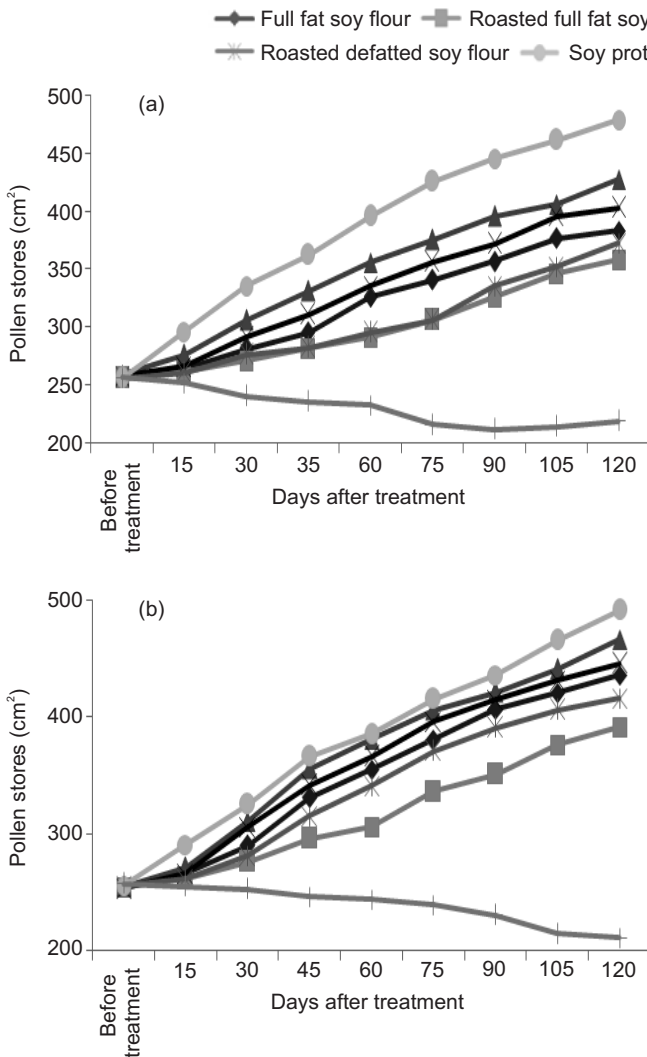 Full fat soy flour Roasted full fat soy
Roasted defatted soy flour Soy prot
(a)
500
450
400
350
300
250
200
Pollen stores (cm²)
Before treatment 15 30 35 60 75 90 105 120
Days after treatment
(b)
500
400
300
200
Pollen stores (cm²)
Before treatment 15 30 45 60 75 90 105 120
Days after treatment